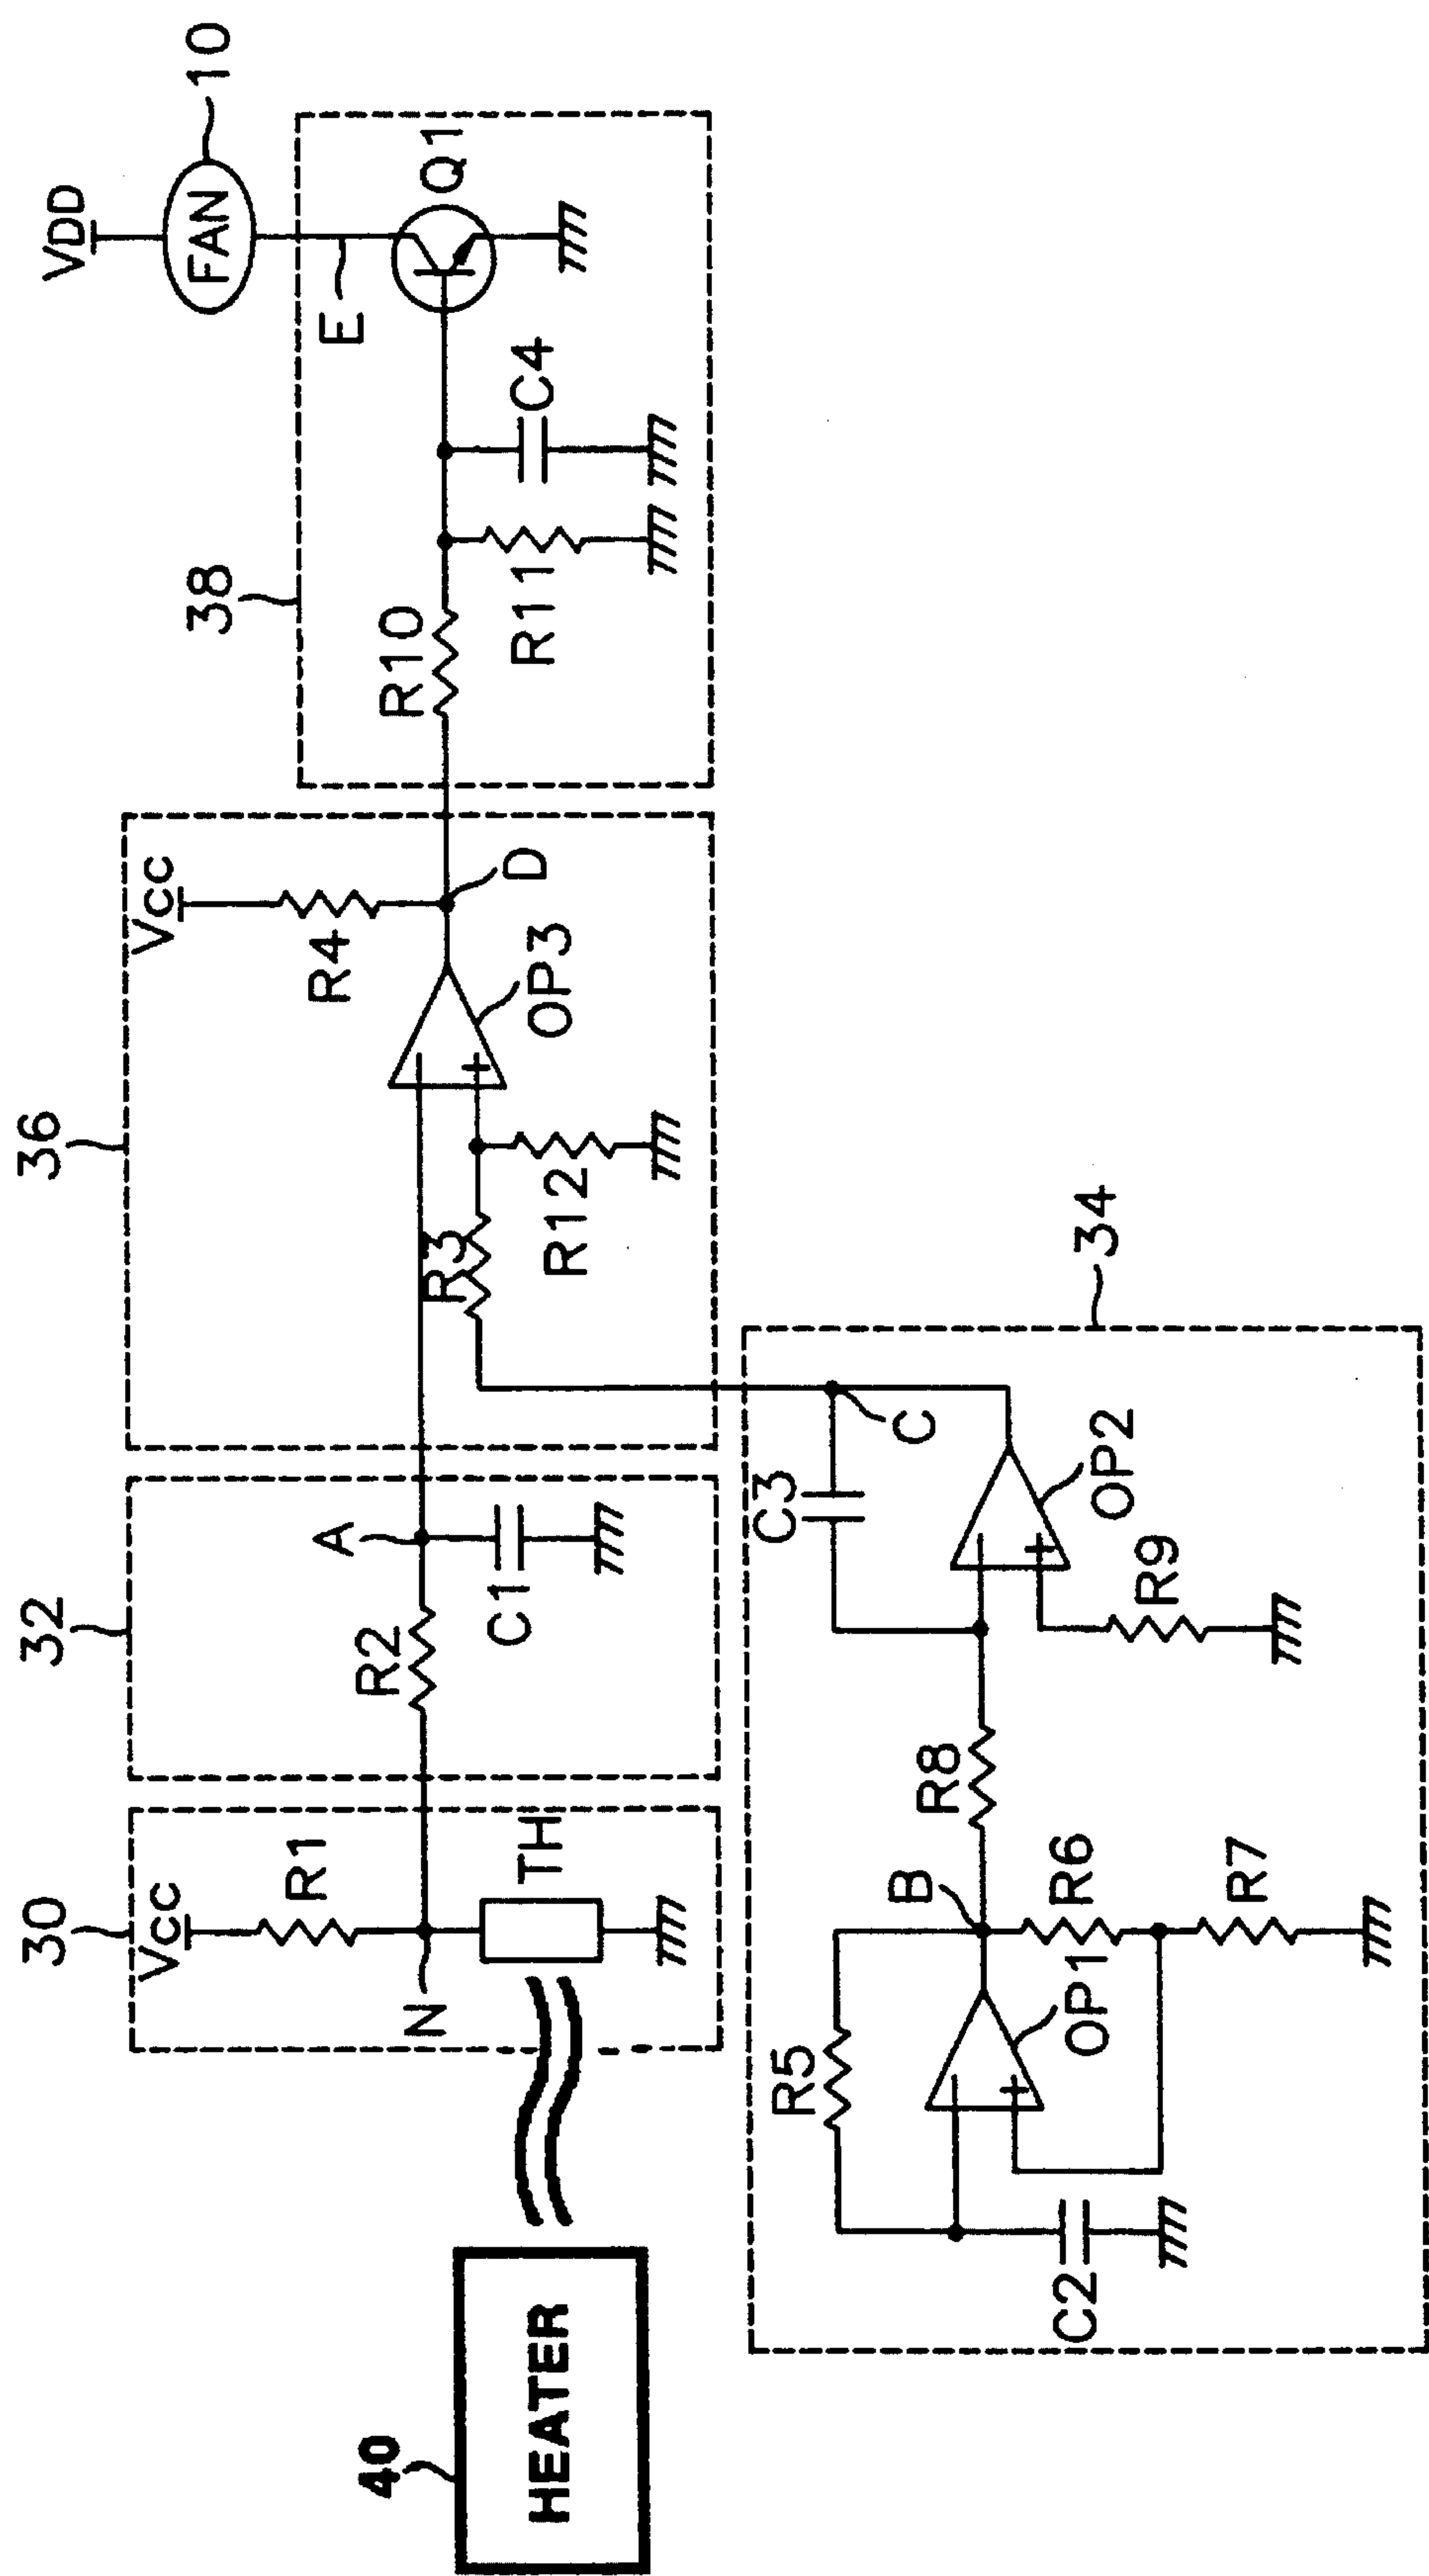 40
HEATER
30
VCC
R1
N
TH
32
R2
A
C1
36
VCC
R4
R3
R12
OP3
D
38
R10
R11
C4
E
Q1
VDD
FAN
10
34
R5
C2
OP1
B
R6
R7
R8
C3
C
OP2
R9